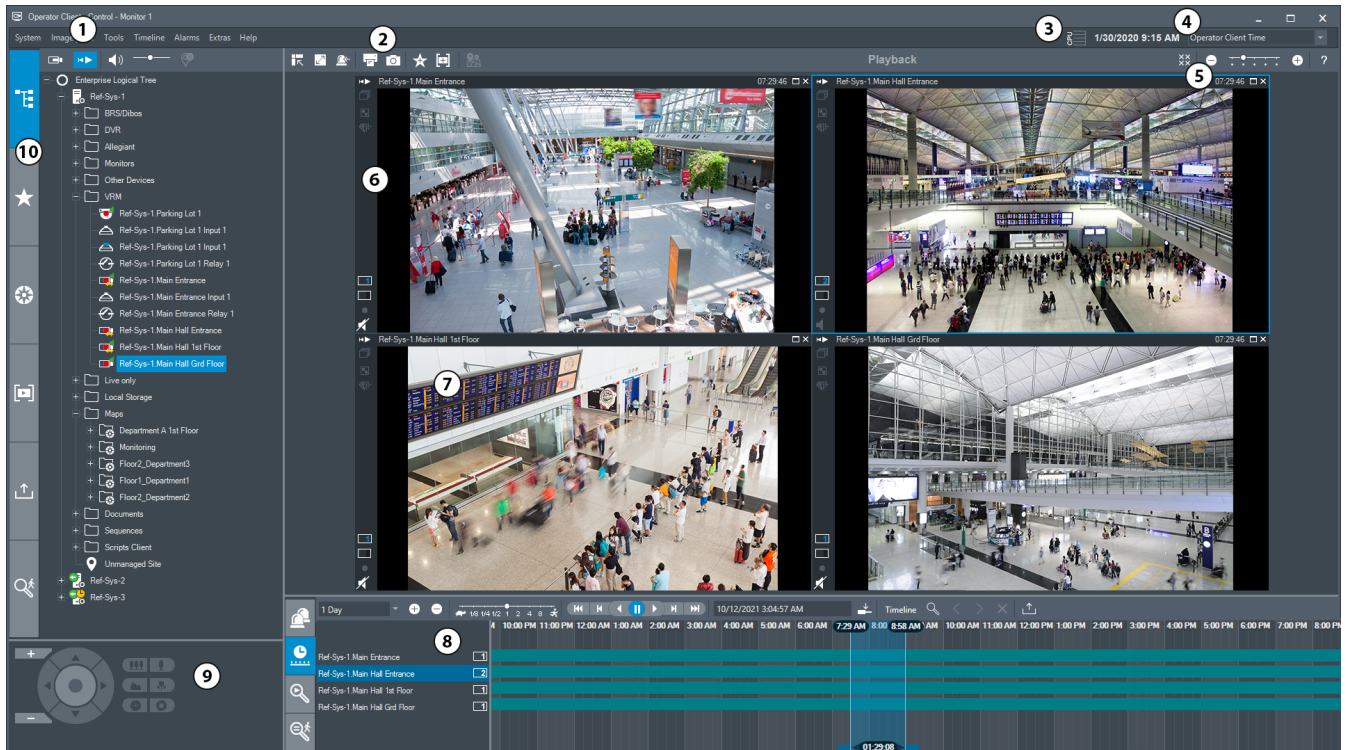 Operator Client - Control - Monitor 1
1
System Image Tools Timeline Alarms Extras Help
2
3
1/30/2020 9:15 AM
4
Operator Client Time
Playback
5
?
10
Enterprise Logical Tree
Ref-Sys-1
BRS/Dibos
DVR
Allegiant
Monitors
Other Devices
VRM
Ref-Sys-1.Parking Lot 1
Ref-Sys-1.Parking Lot 1 Input 1
Ref-Sys-1.Parking Lot 1 Input 1
Ref-Sys-1.Parking Lot 1 Relay 1
Ref-Sys-1.Main Entrance
Ref-Sys-1.Main Entrance Input 1
Ref-Sys-1.Main Entrance Relay 1
Ref-Sys-1.Main Hall Entrance
Ref-Sys-1.Main Hall 1st Floor
Ref-Sys-1.Main Hall Grd Floor
Live only
Local Storage
Maps
Department A 1st Floor
Monitoring
Floor2_Department3
Floor1_Department1
Floor2_Department2
Documents
Sequences
Scripts Client
Unmanaged Site
Ref-Sys-2
Ref-Sys-3
Ref-Sys-1.Main Entrance 07:29:46
6
1
Ref-Sys-1.Main Hall Entrance 07:29:46
2
Ref-Sys-1.Main Hall 1st Floor
7
1
Ref-Sys-1.Main Hall Grd Floor 07:29:46
1
B
9
1 Day
1/8 1/4 1/2 1 2 4 8
10/12/2021 3:04:57 AM
Timeline
8
10:00 PM 11:00 PM 12:00 AM 1:00 AM 2:00 AM 3:00 AM 4:00 AM 5:00 AM 6:00 AM 7:29 AM 8:00 8:58 AM AM 10:00 AM 11:00 AM 12:00 PM 1:00 PM 2:00 PM 3:00 PM 4:00 PM 5:00 PM 6:00 PM 7:00 PM 8:00 PM
Ref-Sys-1.Main Entrance 1
Ref-Sys-1.Main Hall Entrance 2
Ref-Sys-1.Main Hall 1st Floor 1
Ref-Sys-1.Main Hall Grd Floor 1
01:29:08